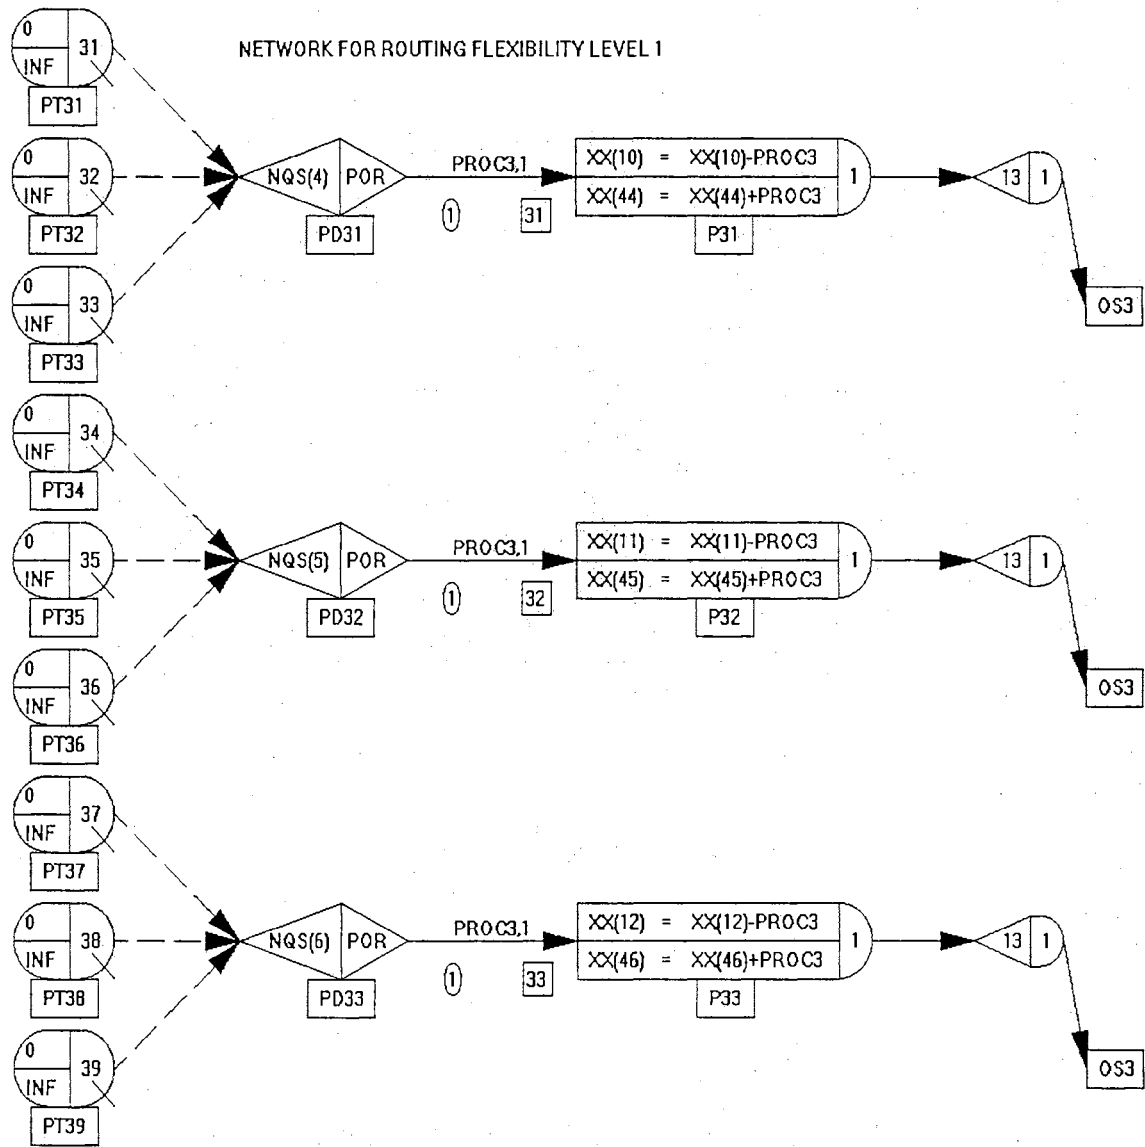 NETWORK FOR ROUTING FLEXIBILITY LEVEL 1
0
31
INF
PT31
0
32
INF
PT32
0
33
INF
PT33
NQS(4) POR
PD31
PROC3,1
1
31
XX(10) = XX(10)-PROC3
XX(44) = XX(44)+PROC3
1
P31
13 1
OS3
0
34
INF
PT34
0
35
INF
PT35
0
36
INF
PT36
NQS(5) POR
PD32
PROC3,1
1
32
XX(11) = XX(11)-PROC3
XX(45) = XX(45)+PROC3
1
P32
13 1
OS3
0
37
INF
PT37
0
38
INF
PT38
0
39
INF
PT39
NQS(6) POR
PD33
PROC3,1
1
33
XX(12) = XX(12)-PROC3
XX(46) = XX(46)+PROC3
1
P33
13 1
OS3